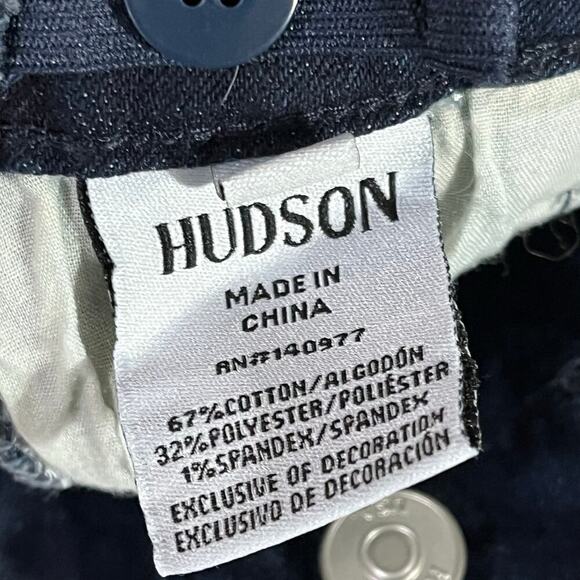 HUDSON
MADE IN
CHINA
RN#140977
67%COTTON/ALGODÓN
32%POLYESTER/POLIÉSTER
1%SPANDEX/SPANDEX
EXCLUSIVE OF DECORATION
EXCLUSIVO DE DECORACIÓN